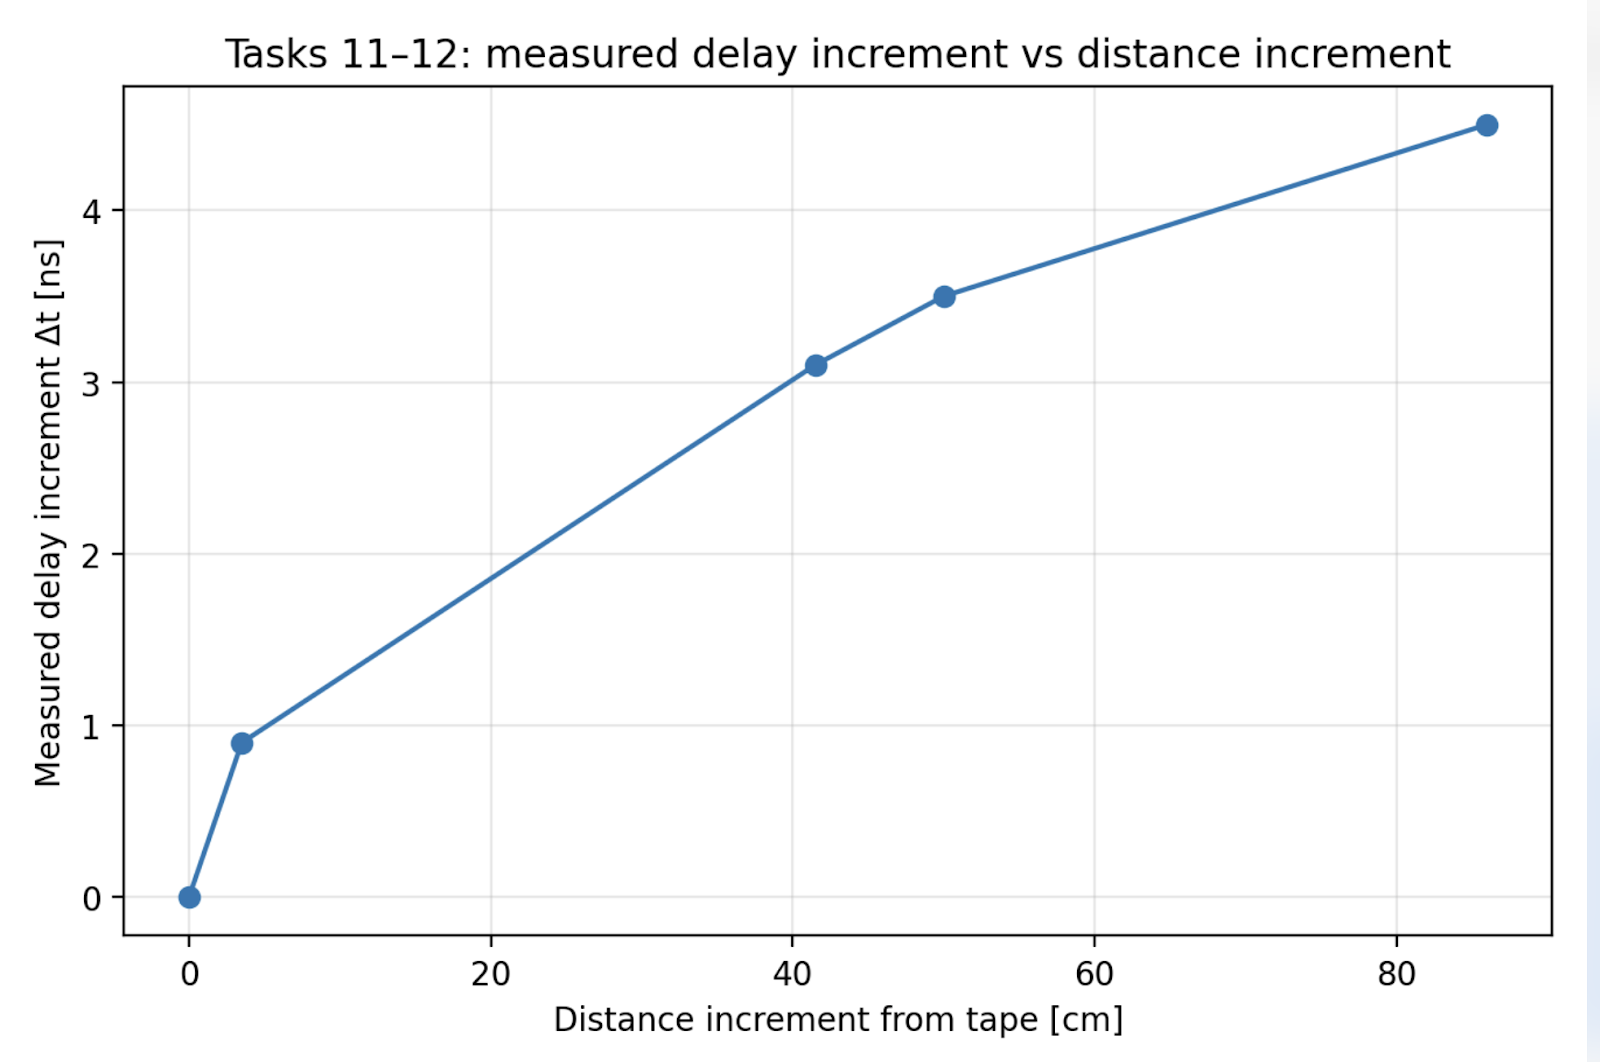 Tasks 11–12: measured delay increment vs distance increment
Measured delay increment Δt [ns]
4
3
2
1
0
0 20 40 60 80
Distance increment from tape [cm]